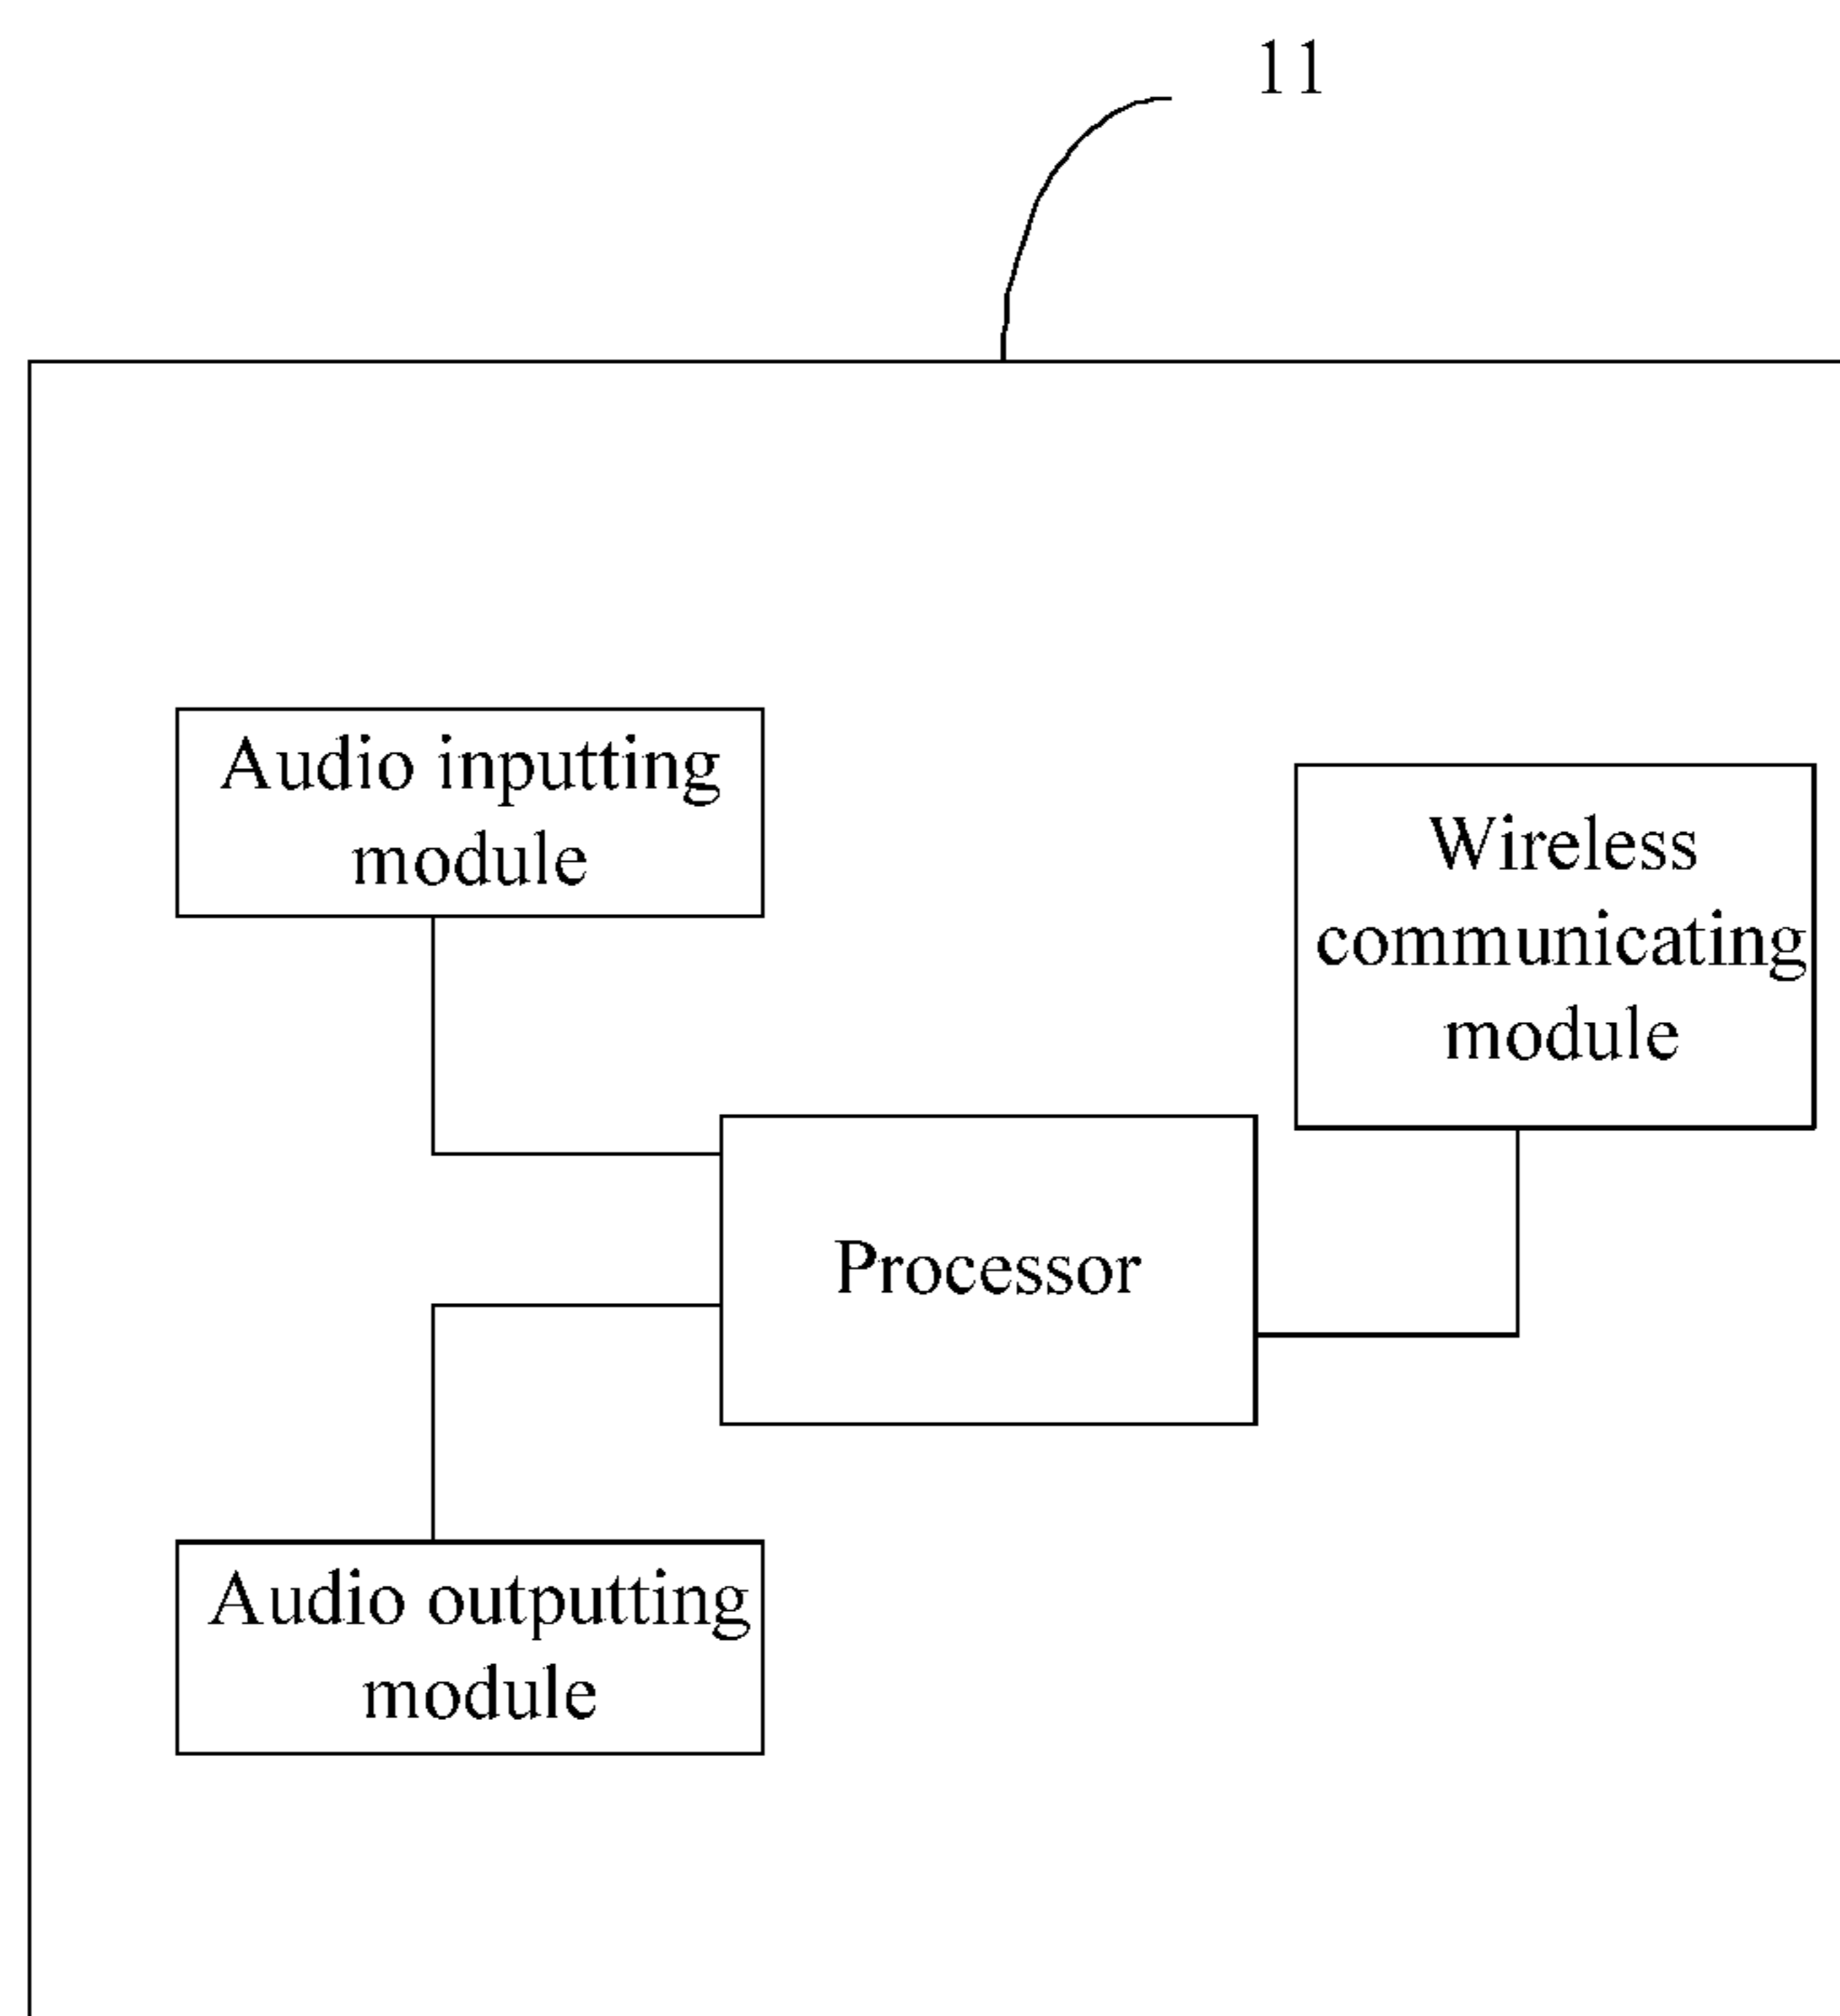 11
Audio inputting
module
Wireless
communicating
module
Processor
Audio outputting
module